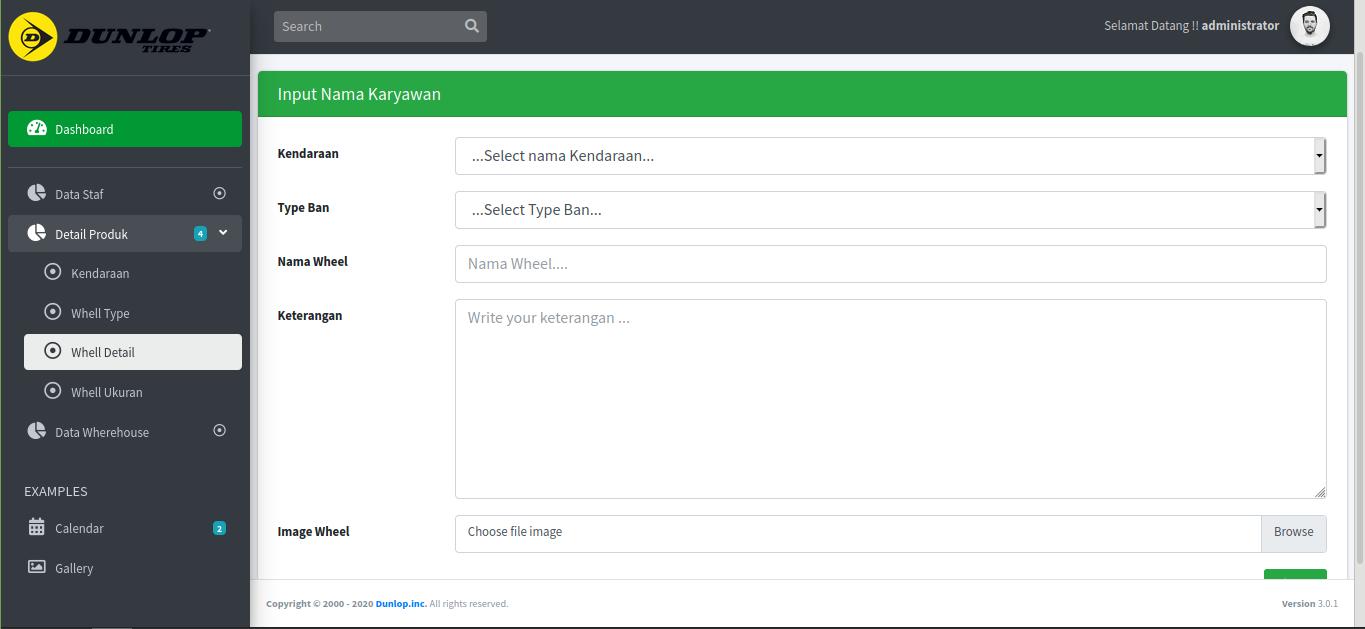 DUNLOP
TIRES
Search
Selamat Datang !! administrator
Dashboard
Data Staf
Detail Produk 4
Kendaraan
Whell Type
Whell Detail
Whell Ukuran
Data Wherehouse
EXAMPLES
Calendar 2
Gallery
Input Nama Karyawan
Kendaraan ...Select nama Kendaraan...
Type Ban ...Select Type Ban...
Nama Wheel Nama Wheel....
Keterangan Write your keterangan ...
Image Wheel Choose file image Browse
Copyright © 2000 - 2020 Dunlop.inc. All rights reserved. Version 3.0.1